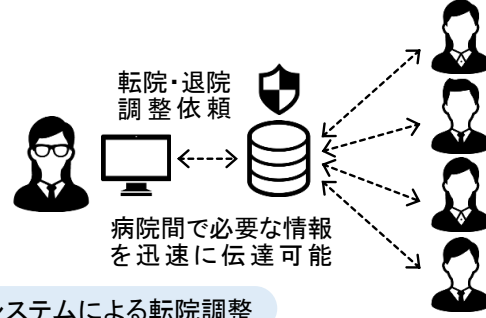 転院・退院
調整依頼
病院間で必要な情報
を迅速に伝達可能
ステムによる転院調整